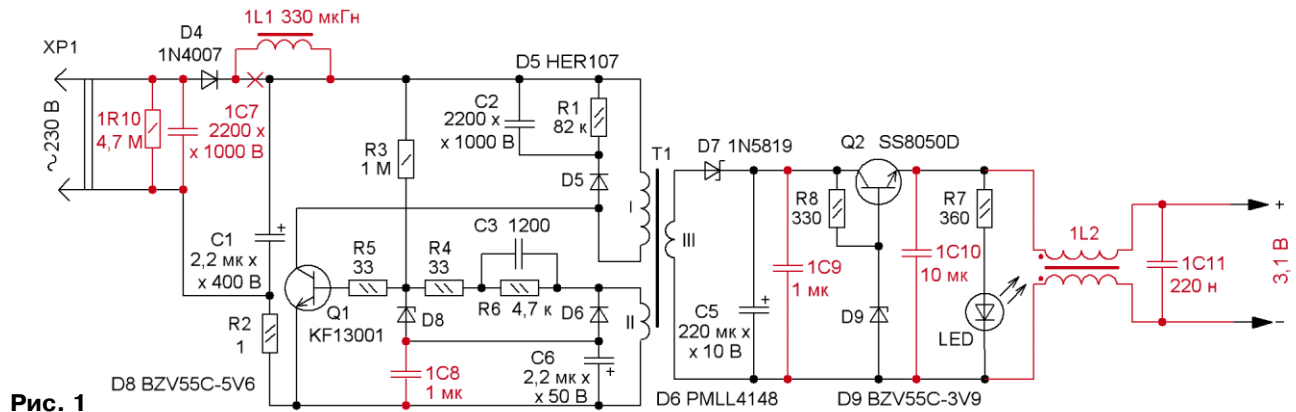 1L1 330 мкГн
XP1
D4
1N4007
D5 HER107
~230 В
1R10
4,7 М
1C7
2200 x
x 1000 В
R3
1 М
C2
2200 x
x 1000 В
R1
82 к
D5
T1
I
II
III
D7 1N5819
Q2 SS8050D
R8
330
R7
360
1L2
+
3,1 В
–
1C11
220 н
C1
+
2,2 мк x
x 400 В
R5
33
R4
33
C3 1200
R6 4,7 к
Q1
KF13001
D8
D6
R2
1
1C8
1 мк
C6
2,2 мк x
+
x 50 В
C5
+
220 мк x
x 10 В
1C9
1 мк
1C10
10 мк
D9
LED
D8 BZV55C-5V6
D6 PMLL4148
D9 BZV55C-3V9
Рис. 1